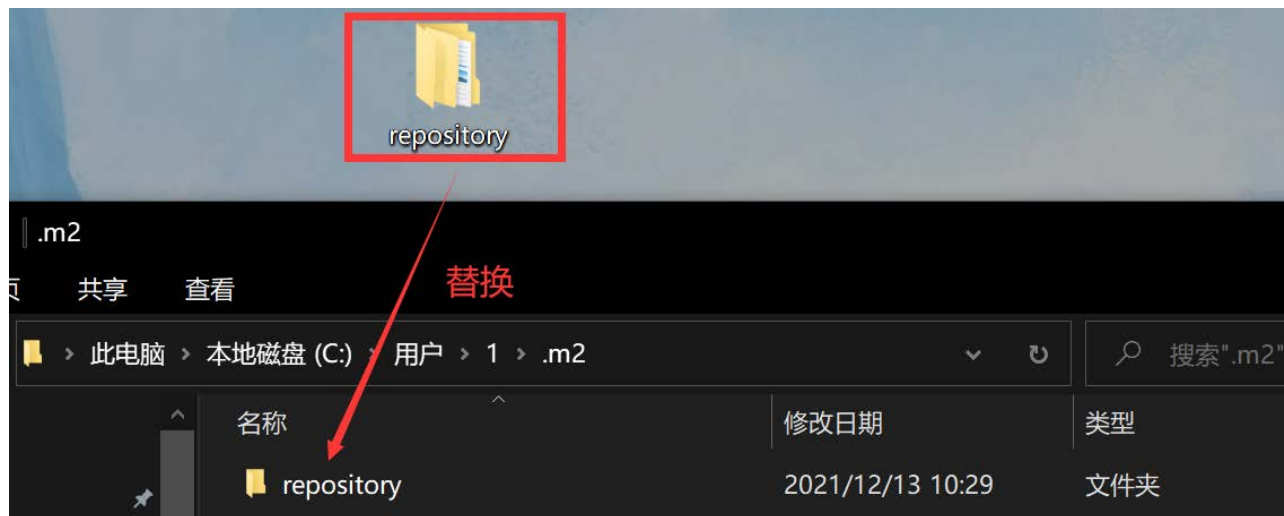 repository
.m2
页 共享 查看
替换
此电脑 > 本地磁盘 (C:) > 用户 > 1 > .m2
搜索".m2"
名称 修改日期 类型
repository 2021/12/13 10:29 文件夹